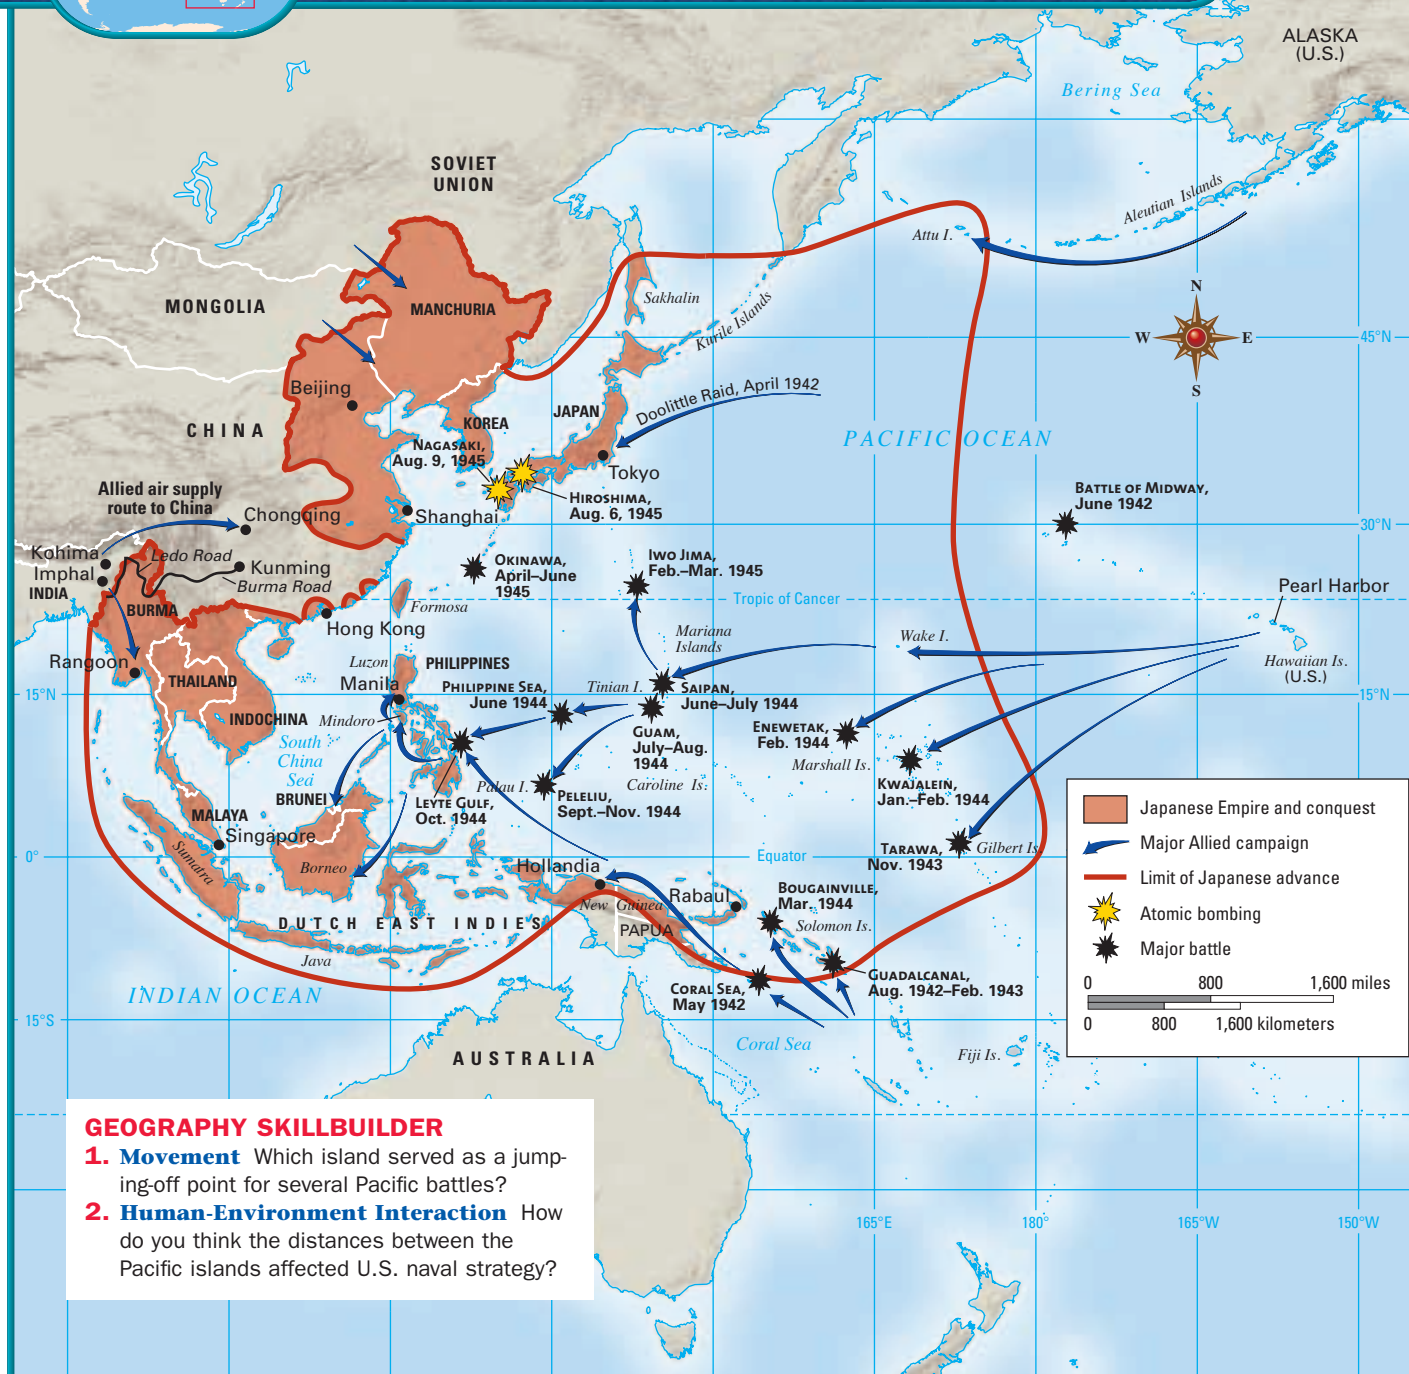 ALASKA
(U.S.)
Bering Sea
SOVIET
UNION
Aleutian Islands
Attu I.
N
W
E
S
45°N
MONGOLIA
MANCHURIA
Sakhalin
Kurile Islands
Beijing
Doolittle Raid, April 1942
CHINA
KOREA
JAPAN
PACIFIC OCEAN
NAGASAKI,
Aug. 9, 1945
Tokyo
HIROSHIMA,
Aug. 6, 1945
BATTLE OF MIDWAY,
June 1942
30°N
Allied air supply
route to China
Chongqing
Shanghai
Kohima
Imphal
INDIA
Ledo Road
Kunming
Burma Road
BURMA
OKINAWA,
April–June
1945
IWO JIMA,
Feb.–Mar. 1945
Formosa
Tropic of Cancer
Pearl Harbor
Hong Kong
Mariana
Islands
Wake I.
Hawaiian Is.
(U.S.)
Rangoon
Luzon
PHILIPPINES
Manila
THAILAND
PHILIPPINE SEA,
June 1944
Tinian I.
SAIPAN,
June–July 1944
15°N
15°N
INDOCHINA
Mindoro
South
China
Sea
GUAM,
July–Aug.
1944
ENEWETAK,
Feb. 1944
Marshall Is.
Palau I.
Caroline Is.
KWAJALEIN,
Jan.–Feb. 1944
BRUNEI
LEYTE GULF,
Oct. 1944
PELELIU,
Sept.–Nov. 1944
MALAYA
Singapore
0°
Sumatra
Borneo
Hollandia
Equator
TARAWA,
Nov. 1943
Gilbert Is.
Rabaul
BOUGAINVILLE,
Mar. 1944
New Guinea
DUTCH EAST INDIES
PAPUA
Solomon Is.
Java
INDIAN OCEAN
CORAL SEA,
May 1942
GUADALCANAL,
Aug. 1942–Feb. 1943
15°S
AUSTRALIA
Coral Sea
Fiji Is.
Japanese Empire and conquest
Major Allied campaign
Limit of Japanese advance
Atomic bombing
Major battle
0 800 1,600 miles
0 800 1,600 kilometers
GEOGRAPHY SKILLBUILDER
1. Movement Which island served as a jump-
ing-off point for several Pacific battles?
2. Human-Environment Interaction How
do you think the distances between the
Pacific islands affected U.S. naval strategy?
165°E
180°
165°W
150°W